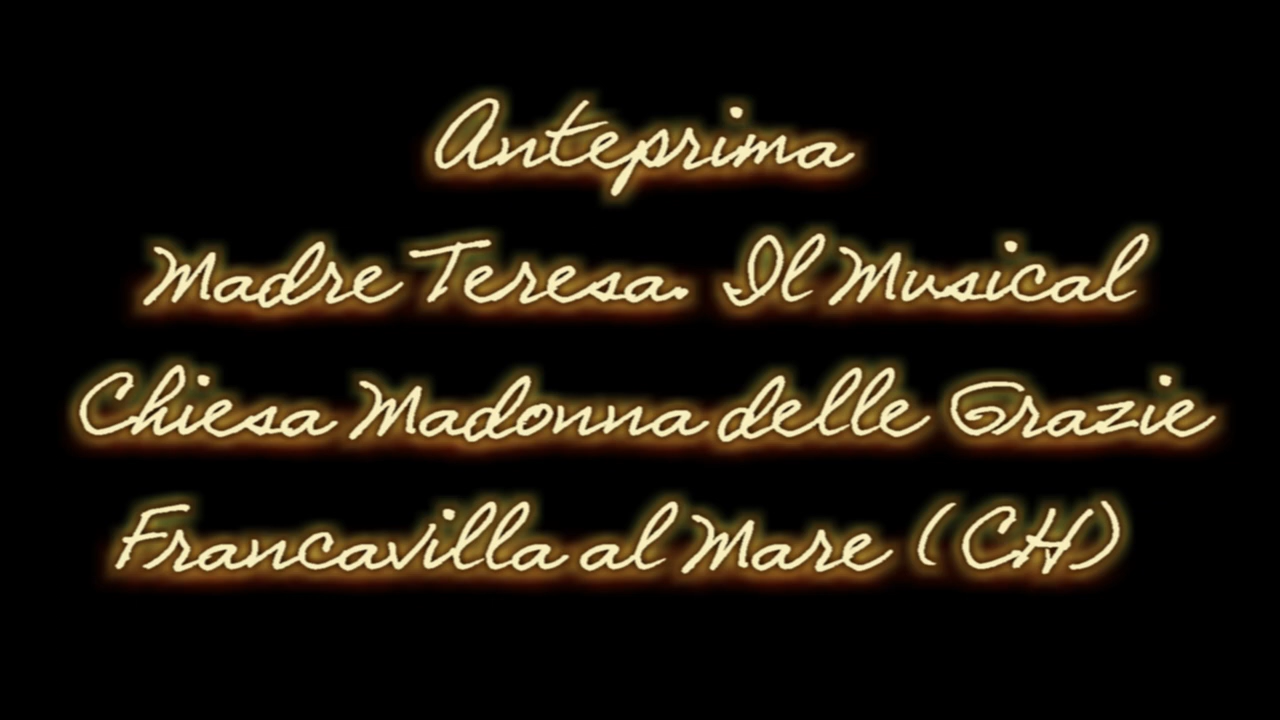 Anteprima
Madre Teresa. Il Musical
Chiesa Madonna delle Grazie
Francavilla al Mare (CH)